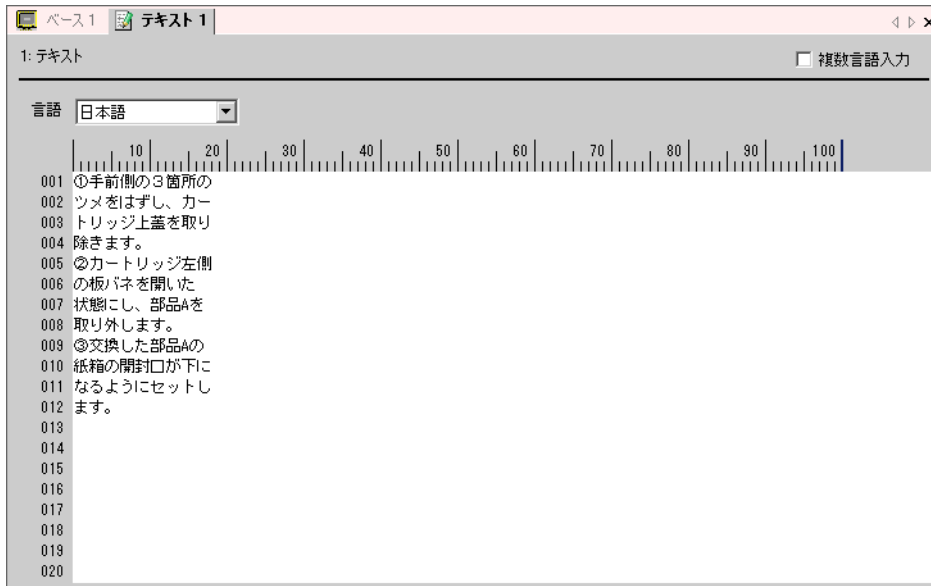 ベース 1 テキスト 1
1: テキスト 複数言語入力
言語 日本語
10 20 30 40 50 60 70 80 90 100
001 ①手前側の３箇所の
002 ツメをはずし、カー
003 トリッジ上蓋を取り
004 除きます。
005 ②カートリッジ左側
006 の板バネを開いた
007 状態にし、部品Aを
008 取り外します。
009 ③交換した部品Aの
010 紙箱の開封口が下に
011 なるようにセットし
012 ます。
013
014
015
016
017
018
019
020